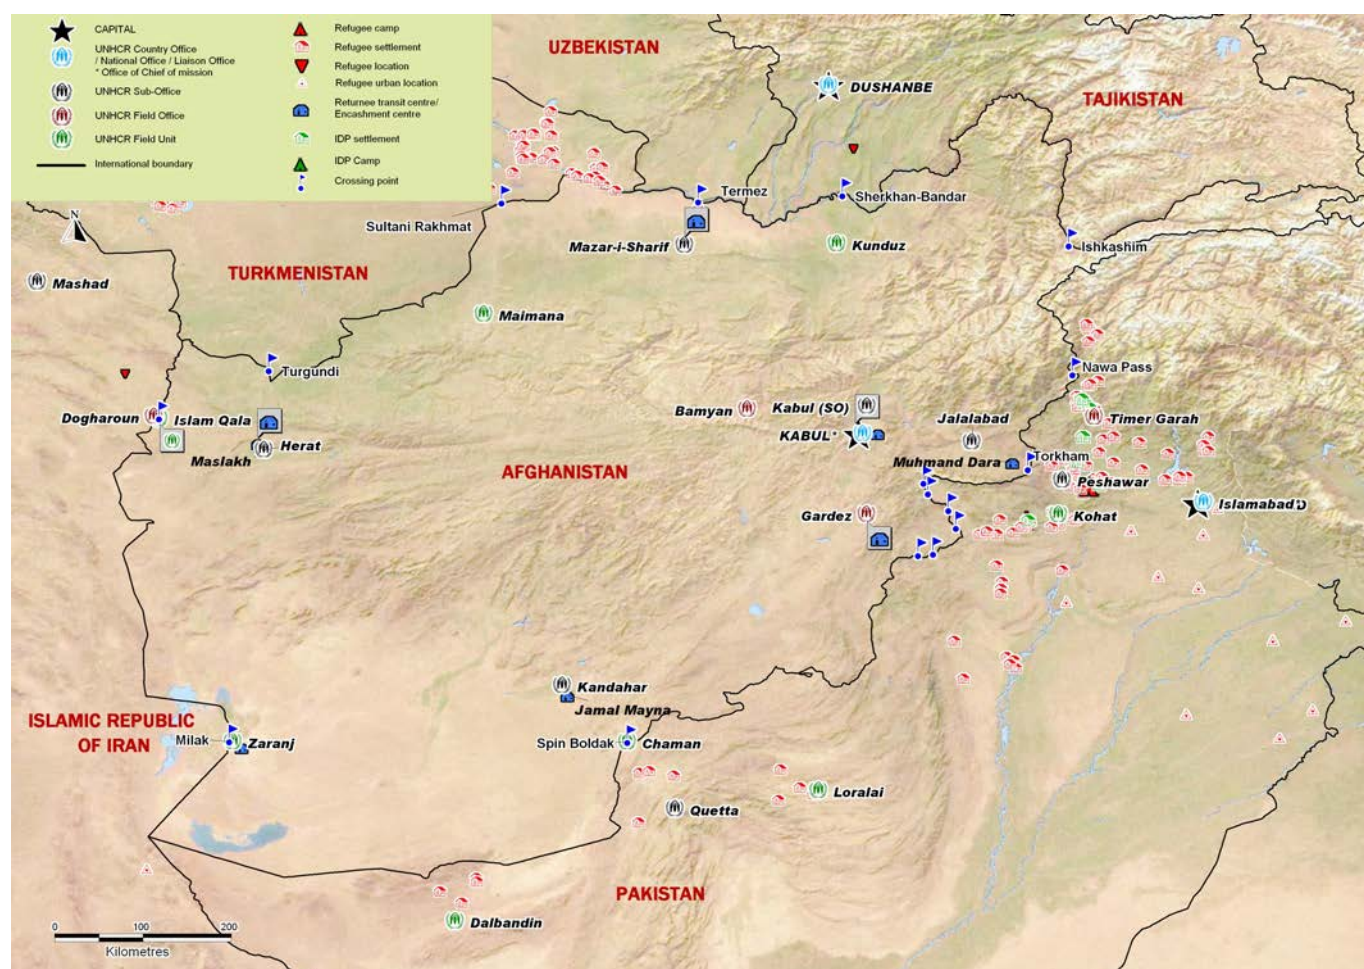 CAPITAL
UNHCR Country Office
/ National Office / Liaison Office
* Office of Chief of mission
UNHCR Sub-Office
UNHCR Field Office
UNHCR Field Unit
International boundary
Refugee camp
Refugee settlement
Refugee location
Refugee urban location
Returnee transit centre/
Encashment centre
IDP settlement
IDP Camp
Crossing point
N
UZBEKISTAN
DUSHANBE
TAJIKISTAN
Termez
Sherkhan-Bandar
Sultani Rakhmat
Mazar-i-Sharif
Kunduz
Ishkashim
TURKMENISTAN
Mashad
Maimana
Turgundi
Nawa Pass
Dogharoun
Islam Qala
Bamyan
Kabul (SO)
Jalalabad
Timer Garah
KABUL*
Herat
Maslakh
Torkham
Muhmand Dara
AFGHANISTAN
Peshawar
Islamabad
Gardez
Kohat
Kandahar
Jamal Mayna
ISLAMIC REPUBLIC
OF IRAN
Milak
Zaranj
Spin Boldak
Chaman
Loralai
Quetta
PAKISTAN
Dalbandin
0 100 200
Kilometres